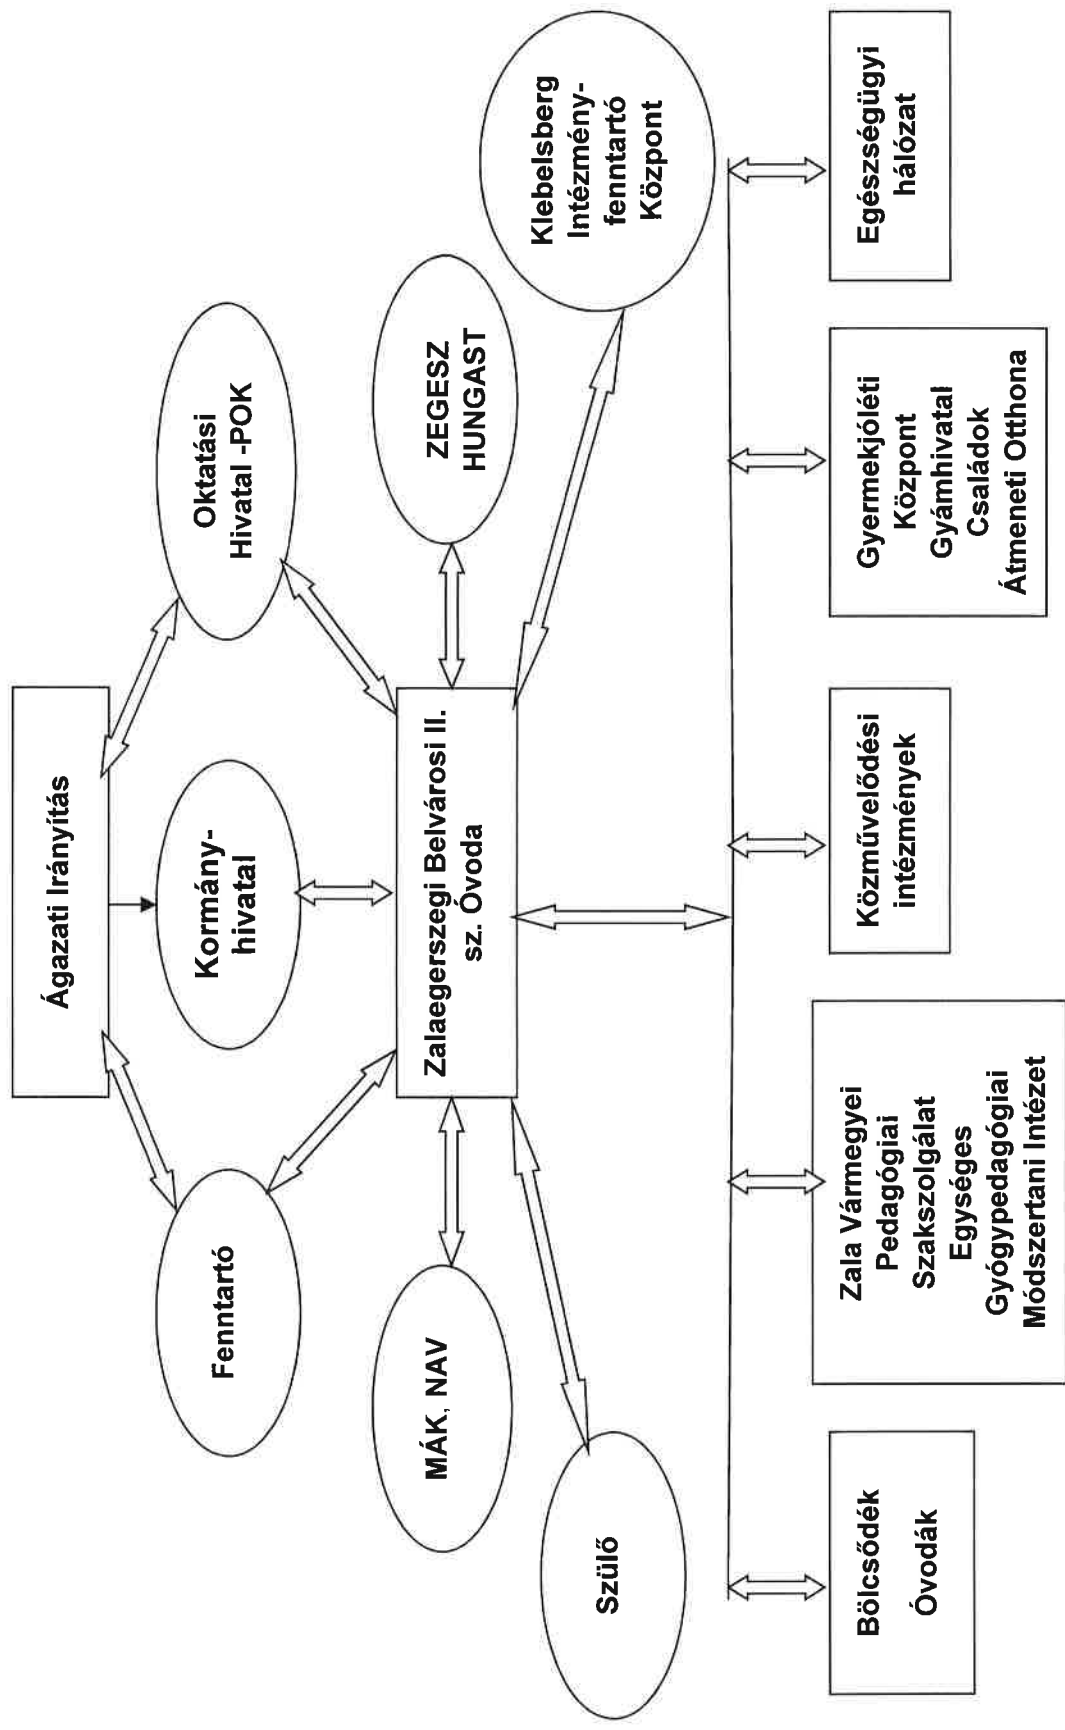 Ágazati Irányítás
Fenntartó
Kormány-
hivatal
Oktatási
Hivatal -POK
MÁK, NAV
Zalaegerszegi Belvárosi II.
sz. Óvoda
ZEGESZ
HUNGAST
Szülő
Klebelsberg
Intézmény-
fenntartó
Központ
Bölcsődék
Óvodák
Zala Vármegyei
Pedagógiai
Szakszolgálat
Egységes
Gyógypedagógiai
Módszertani Intézet
Közművelődési
intézmények
Gyermekjóléti
Központ
Gyámhivatal
Családok
Átmeneti Otthona
Egészségügyi
hálózat